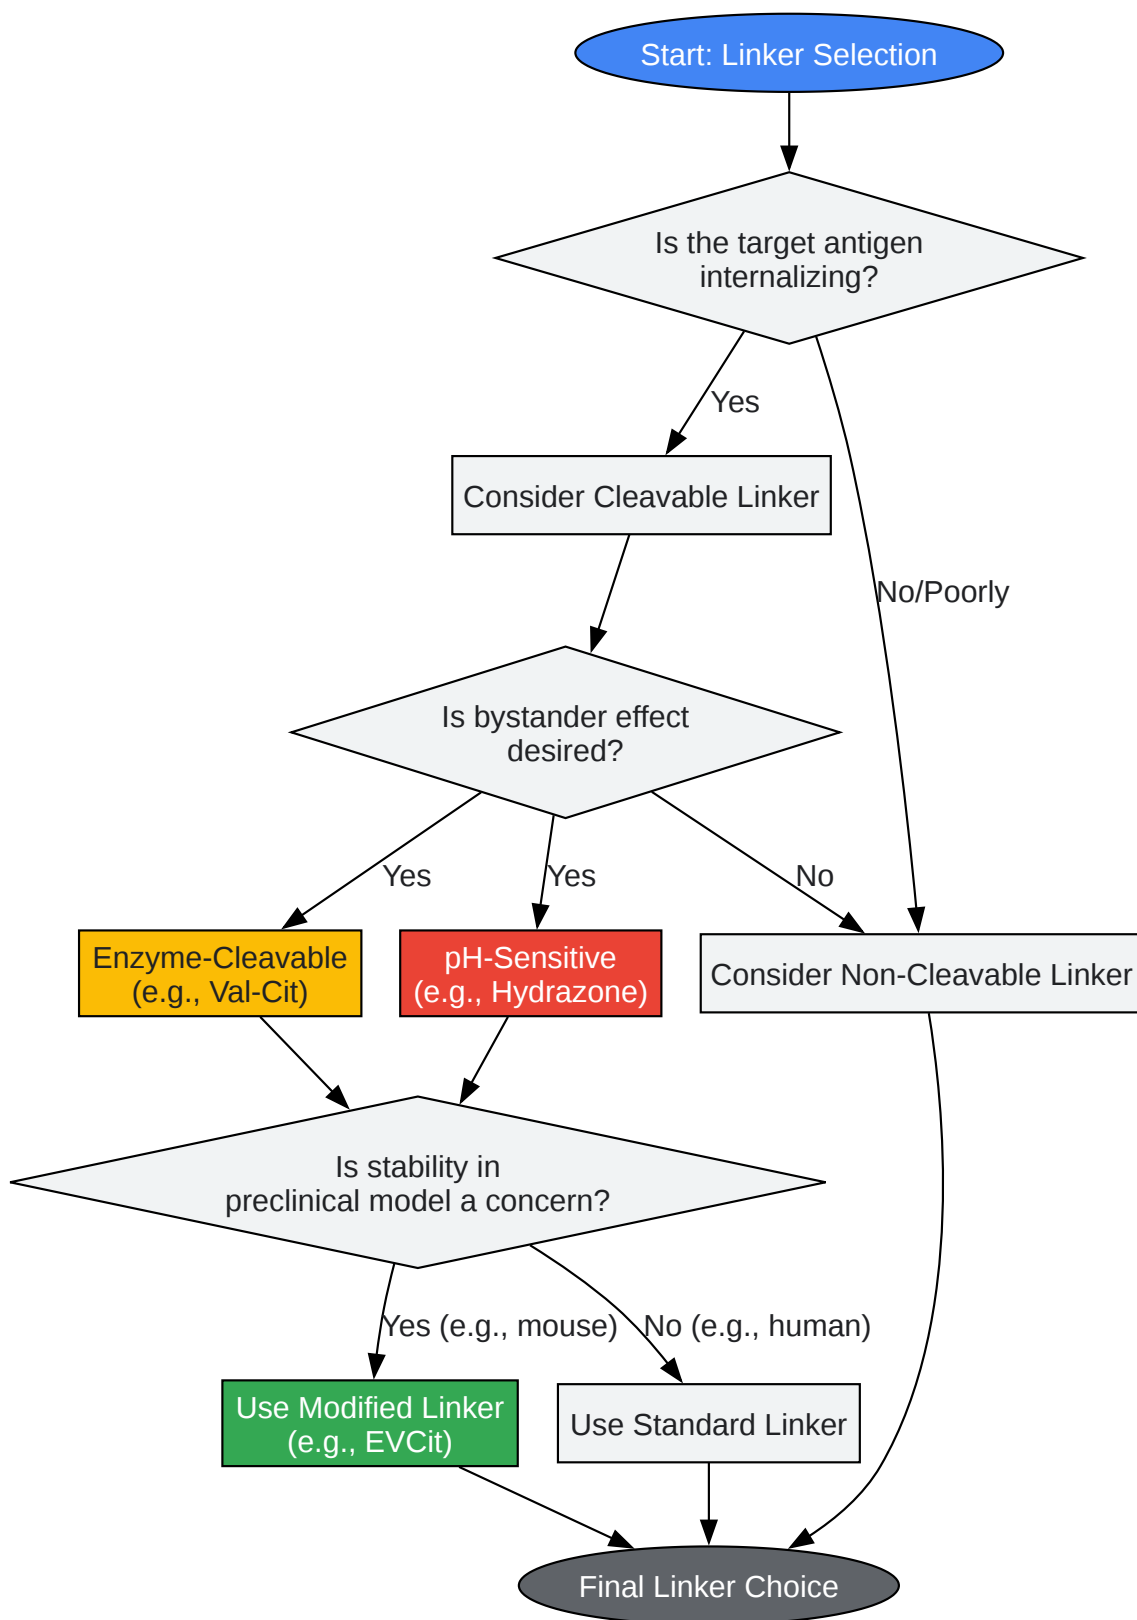 Start: Linker Selection
Is the target antigen
internalizing?
Yes
Consider Cleavable Linker
No/Poorly
Is bystander effect
desired?
Yes
Yes
No
Enzyme-Cleavable
(e.g., Val-Cit)
pH-Sensitive
(e.g., Hydrazone)
Consider Non-Cleavable Linker
Is stability in
preclinical model a concern?
Yes (e.g., mouse)
No (e.g., human)
Use Modified Linker
(e.g., EVCit)
Use Standard Linker
Final Linker Choice